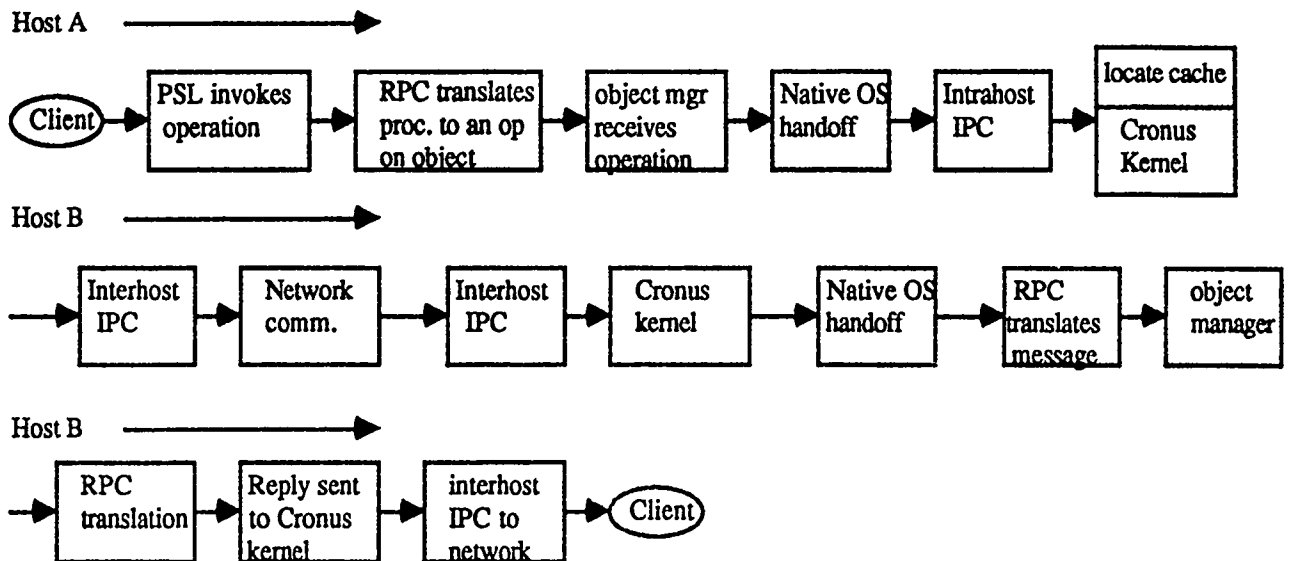 Host A
Client
PSL invokes
operation
RPC translates
proc. to an op
on object
object mgr
receives
operation
Native OS
handoff
Intrahost
IPC
locate cache
Cronus
Kernel
Host B
Interhost
IPC
Network
comm.
Interhost
IPC
Cronus
kernel
Native OS
handoff
RPC
translates
message
object
manager
Host B
RPC
translation
Reply sent
to Cronus
kernel
interhost
IPC to
network
Client